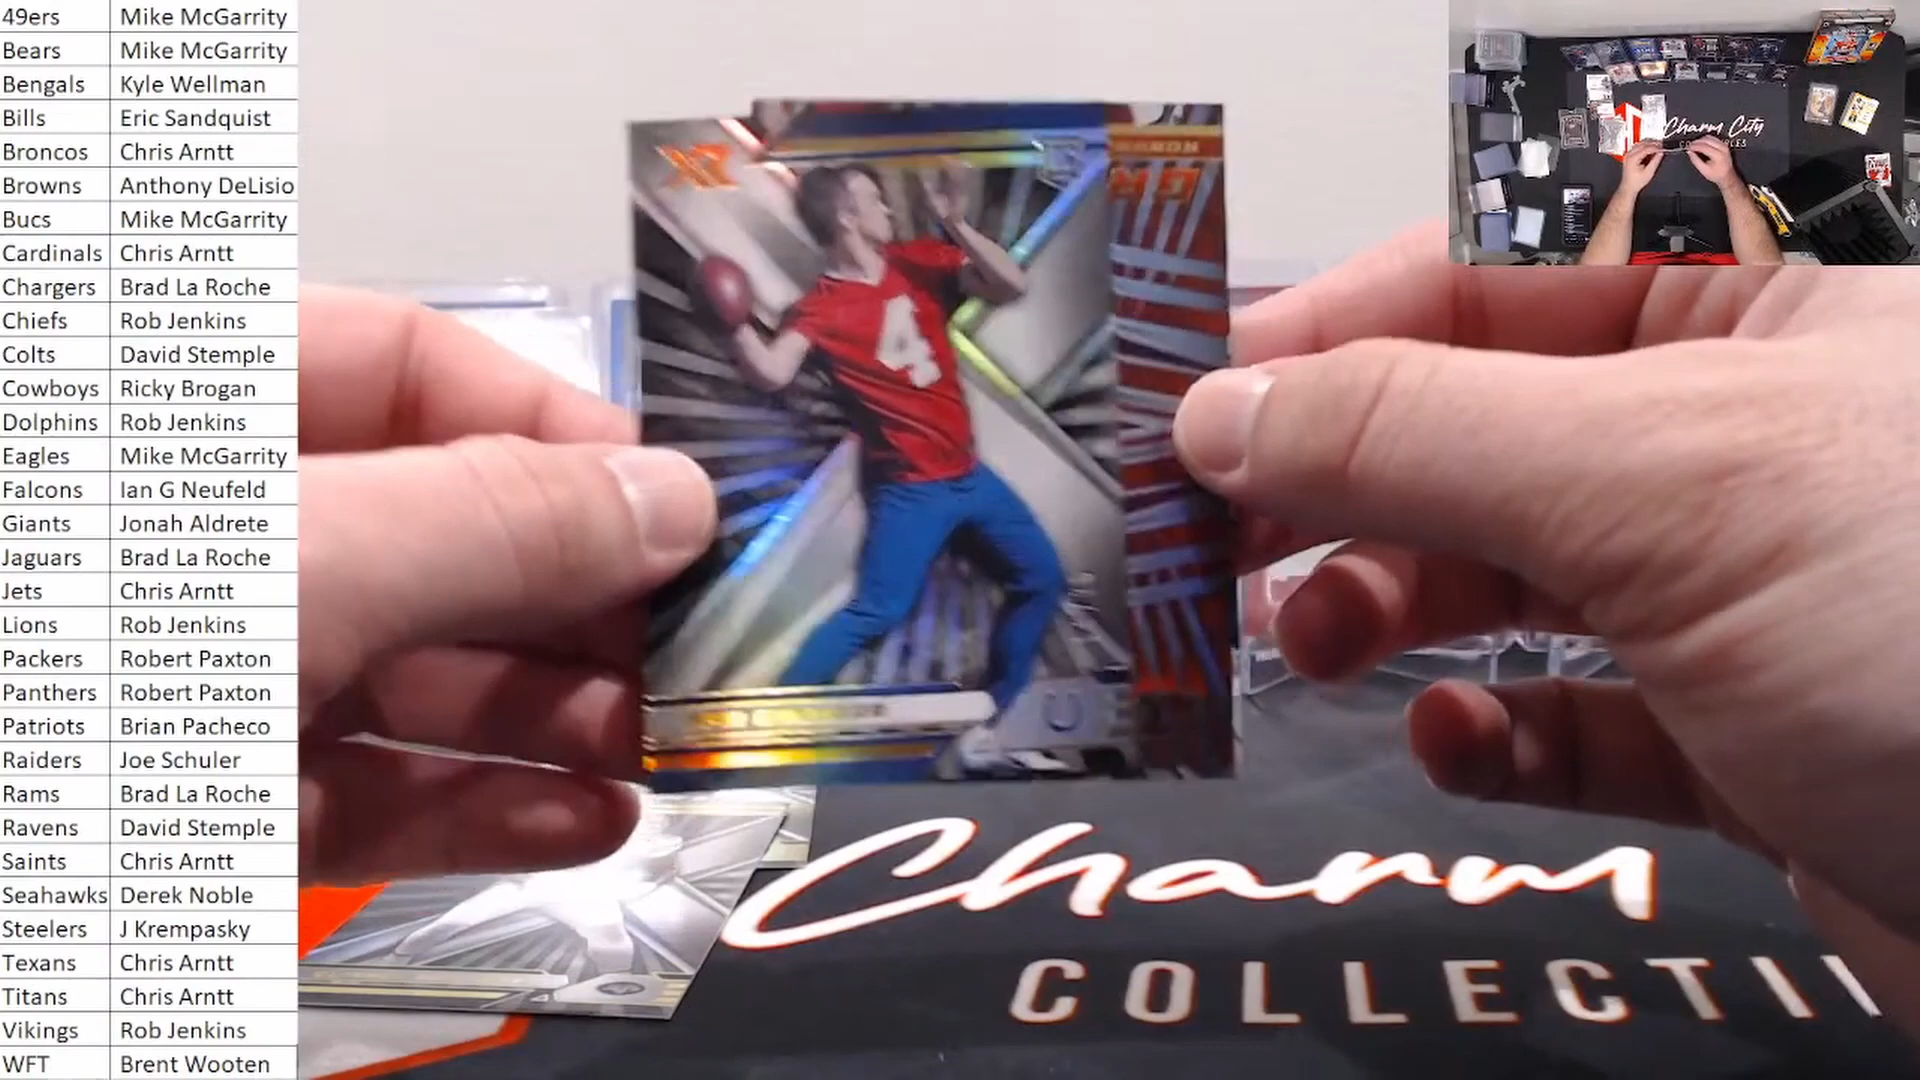 49ers Mike McGarrity
Bears Mike McGarrity
Bengals Kyle Wellman
Bills Eric Sandquist
Broncos Chris Arntt
Browns Anthony DeLisio
Bucs Mike McGarrity
Cardinals Chris Arntt
Chargers Brad La Roche
Chiefs Rob Jenkins
Colts David Stemple
Cowboys Ricky Brogan
Dolphins Rob Jenkins
Eagles Mike McGarrity
Falcons Ian G Neufeld
Giants Jonah Aldrete
Jaguars Brad La Roche
Jets Chris Arntt
Lions Rob Jenkins
Packers Robert Paxton
Panthers Robert Paxton
Patriots Brian Pacheco
Raiders Joe Schuler
Rams Brad La Roche
Ravens David Stemple
Saints Chris Arntt
Seahawks Derek Noble
Steelers J Krempasky
Texans Chris Arntt
Titans Chris Arntt
Vikings Rob Jenkins
WFT Brent Wooten
XR
4
Charm
COLLECTI
Charm City